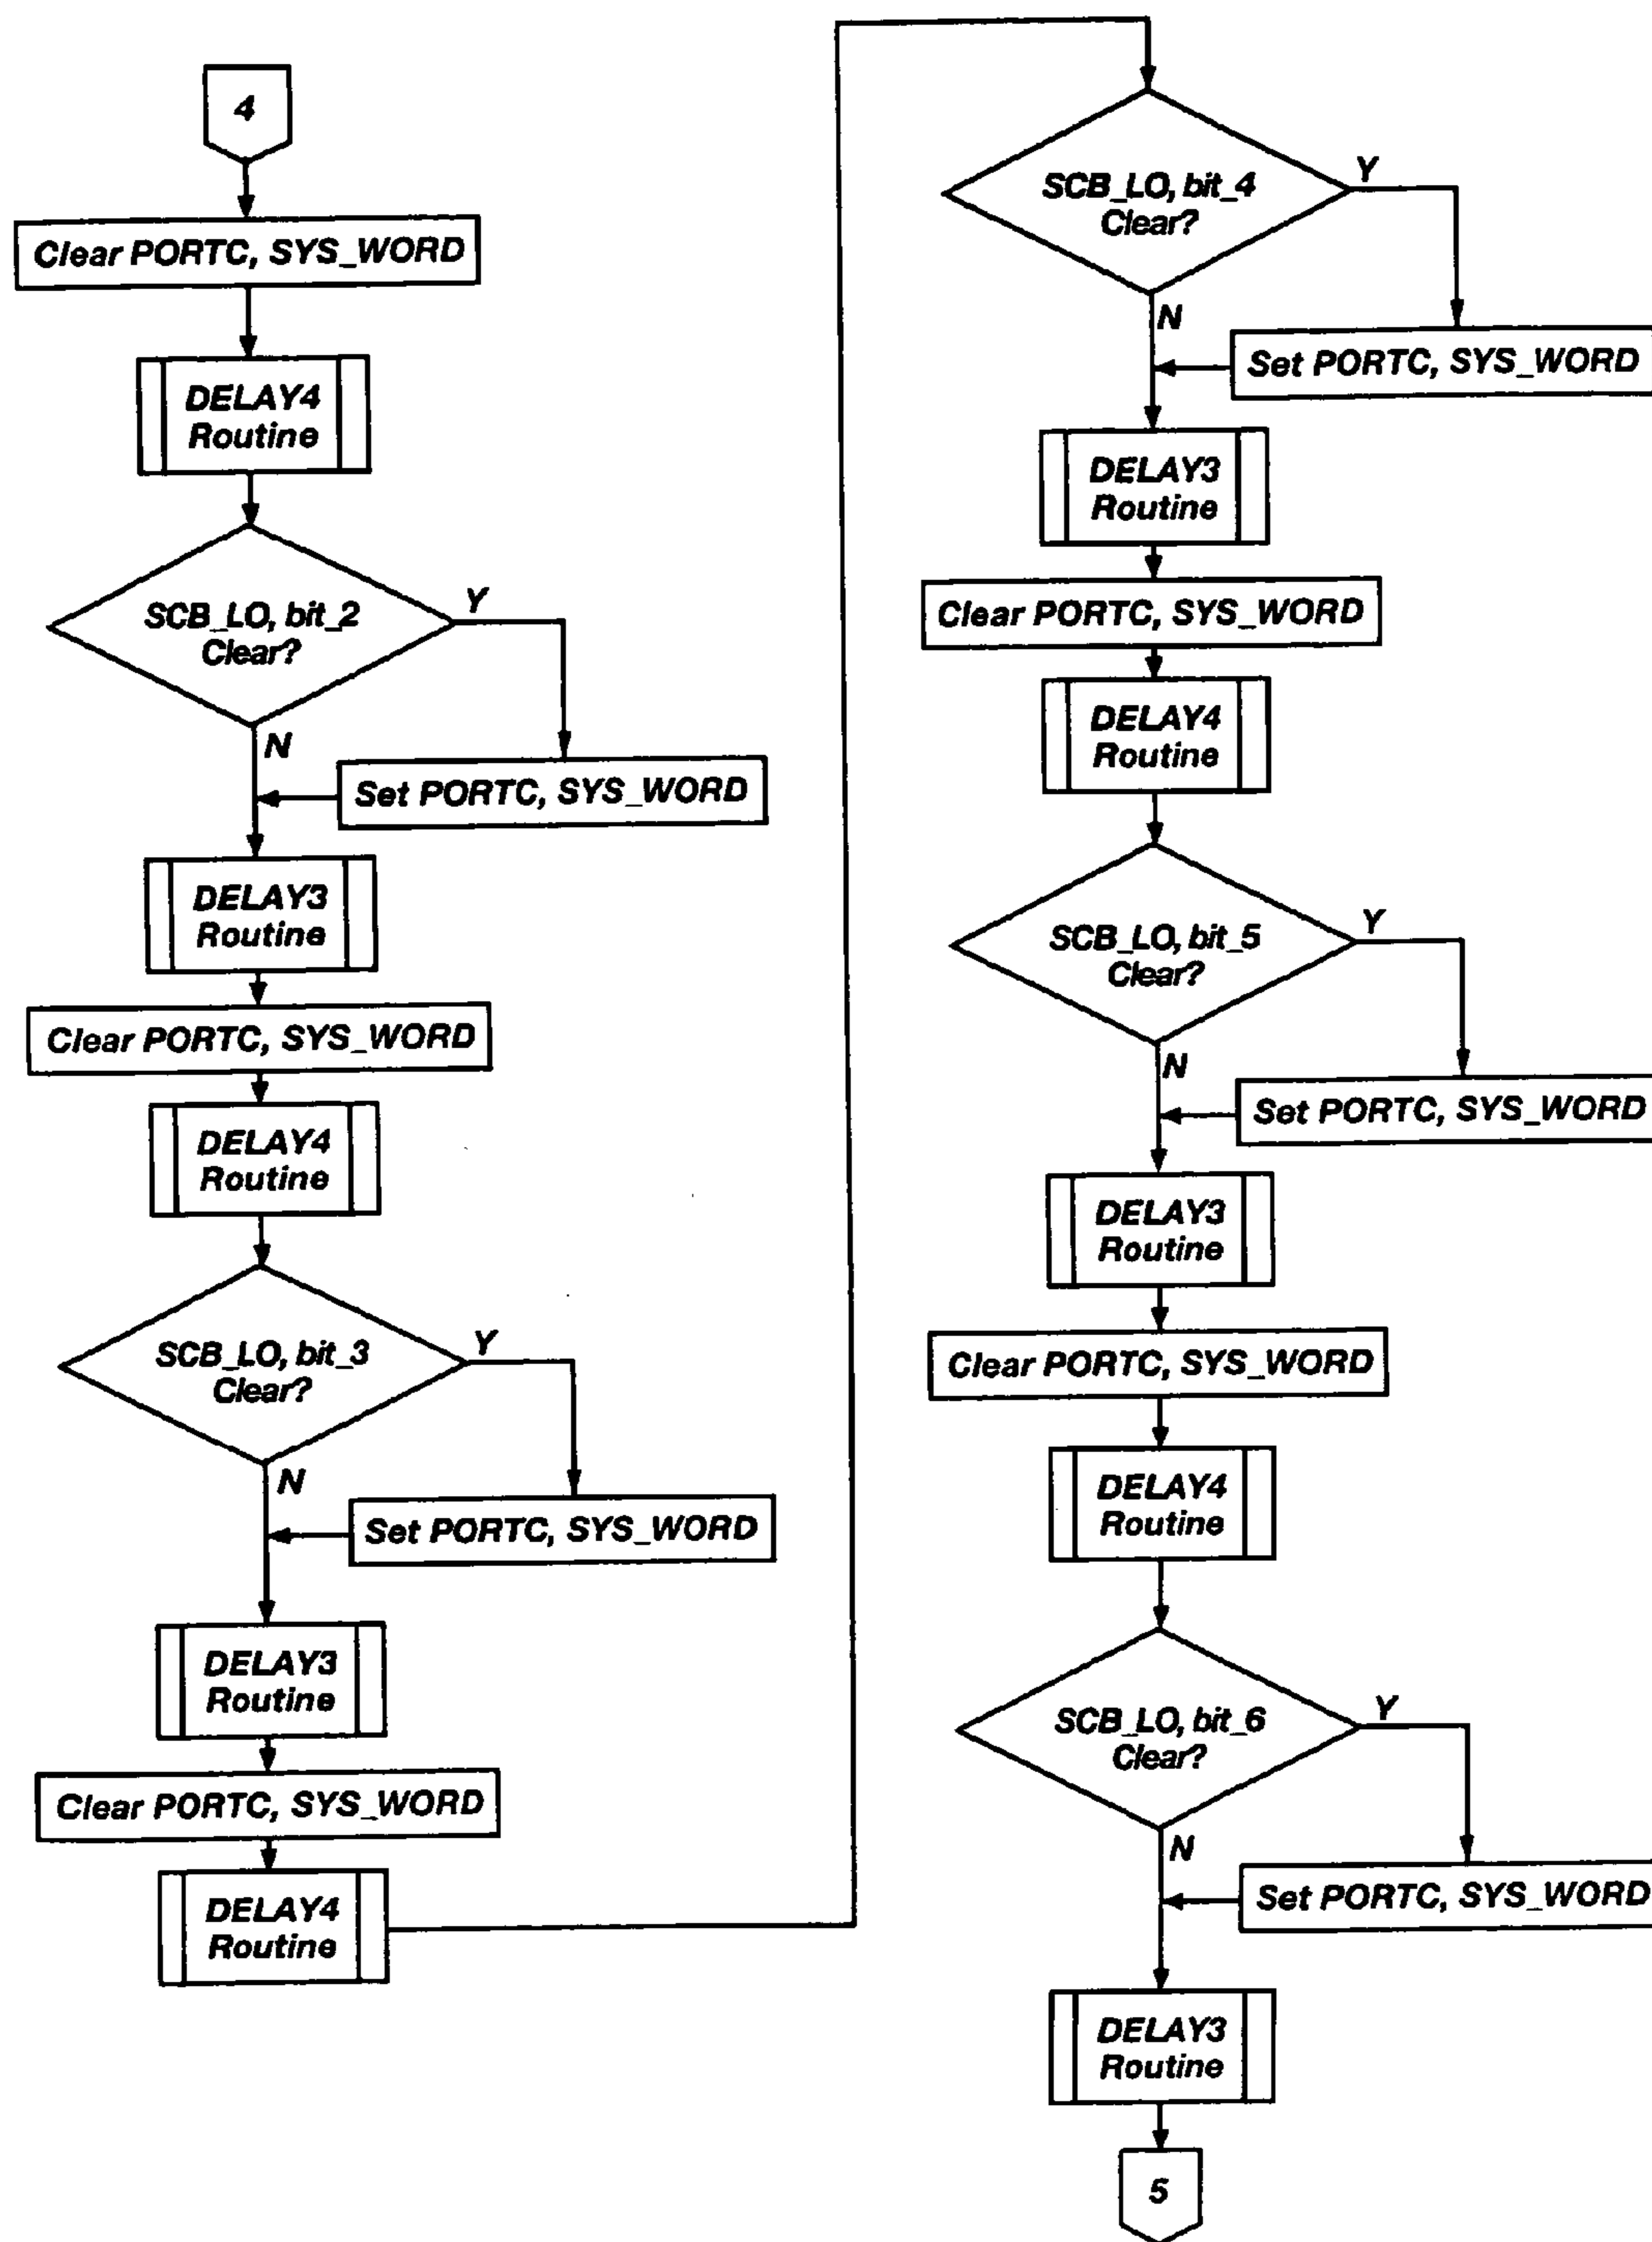 4
Clear PORTC, SYS_WORD
DELAY4
Routine
SCB_LO, bit_2
Clear?
Y
N
Set PORTC, SYS_WORD
DELAY3
Routine
Clear PORTC, SYS_WORD
DELAY4
Routine
SCB_LO, bit_3
Clear?
Y
N
Set PORTC, SYS_WORD
DELAY3
Routine
Clear PORTC, SYS_WORD
DELAY4
Routine
SCB_LO, bit_4
Clear?
Y
N
Set PORTC, SYS_WORD
DELAY3
Routine
Clear PORTC, SYS_WORD
DELAY4
Routine
SCB_LO, bit_5
Clear?
Y
N
Set PORTC, SYS_WORD
DELAY3
Routine
Clear PORTC, SYS_WORD
DELAY4
Routine
SCB_LO, bit_6
Clear?
Y
N
Set PORTC, SYS_WORD
DELAY3
Routine
5